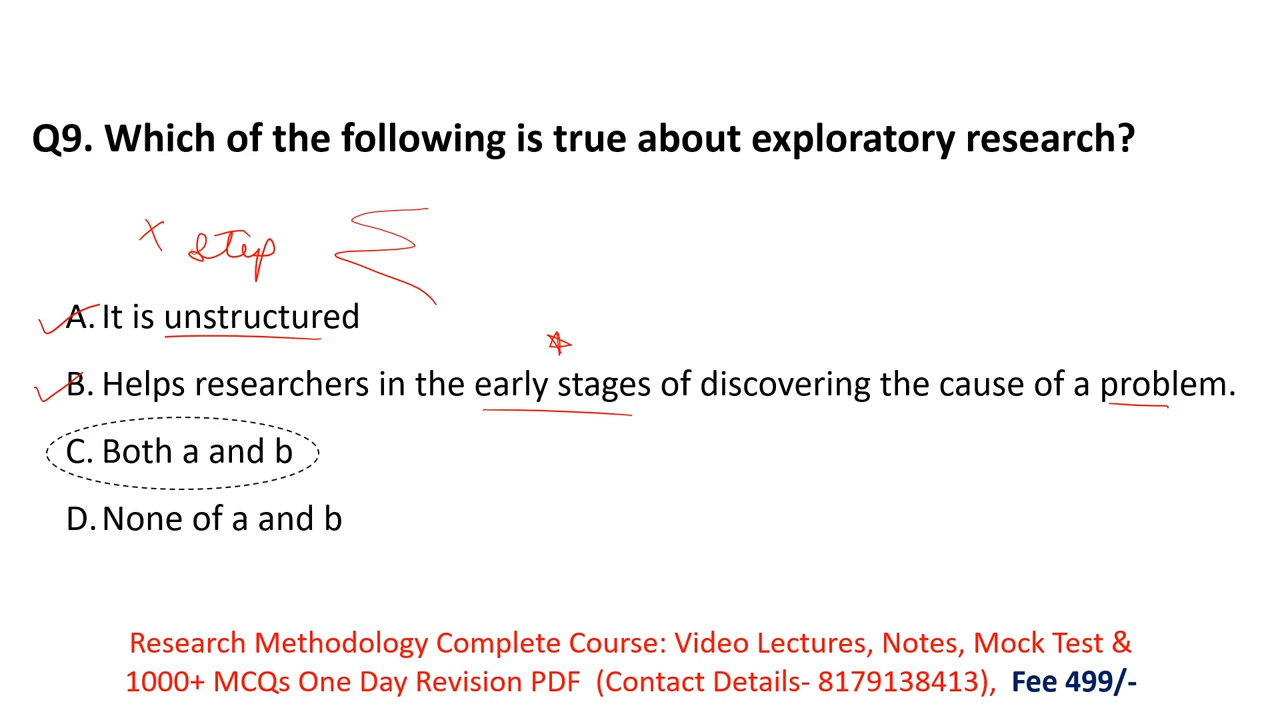 Q9. Which of the following is true about exploratory research?
x step
A. It is unstructured
B. Helps researchers in the early stages of discovering the cause of a problem.
C. Both a and b
D. None of a and b
Research Methodology Complete Course: Video Lectures, Notes, Mock Test &
1000+ MCQs One Day Revision PDF (Contact Details- 8179138413), Fee 499/-